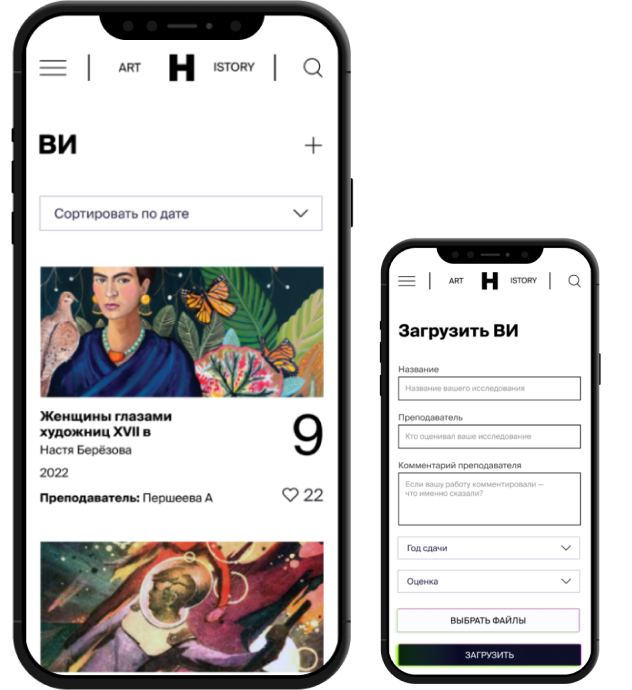 ART H ISTORY
ВИ
Сортировать по дате
Женщины глазами
художниц XVII в
9
Настя Берёзова
2022
Преподаватель: Першеева А
22
ART H ISTORY
Загрузить ВИ
Название
Название вашего исследования
Преподаватель
Кто оценивал ваше исследование
Комментарий преподавателя
Если вашу работу комментировали —
что именно сказали?
Год сдачи
Оценка
ВЫБРАТЬ ФАЙЛЫ
ЗАГРУЗИТЬ